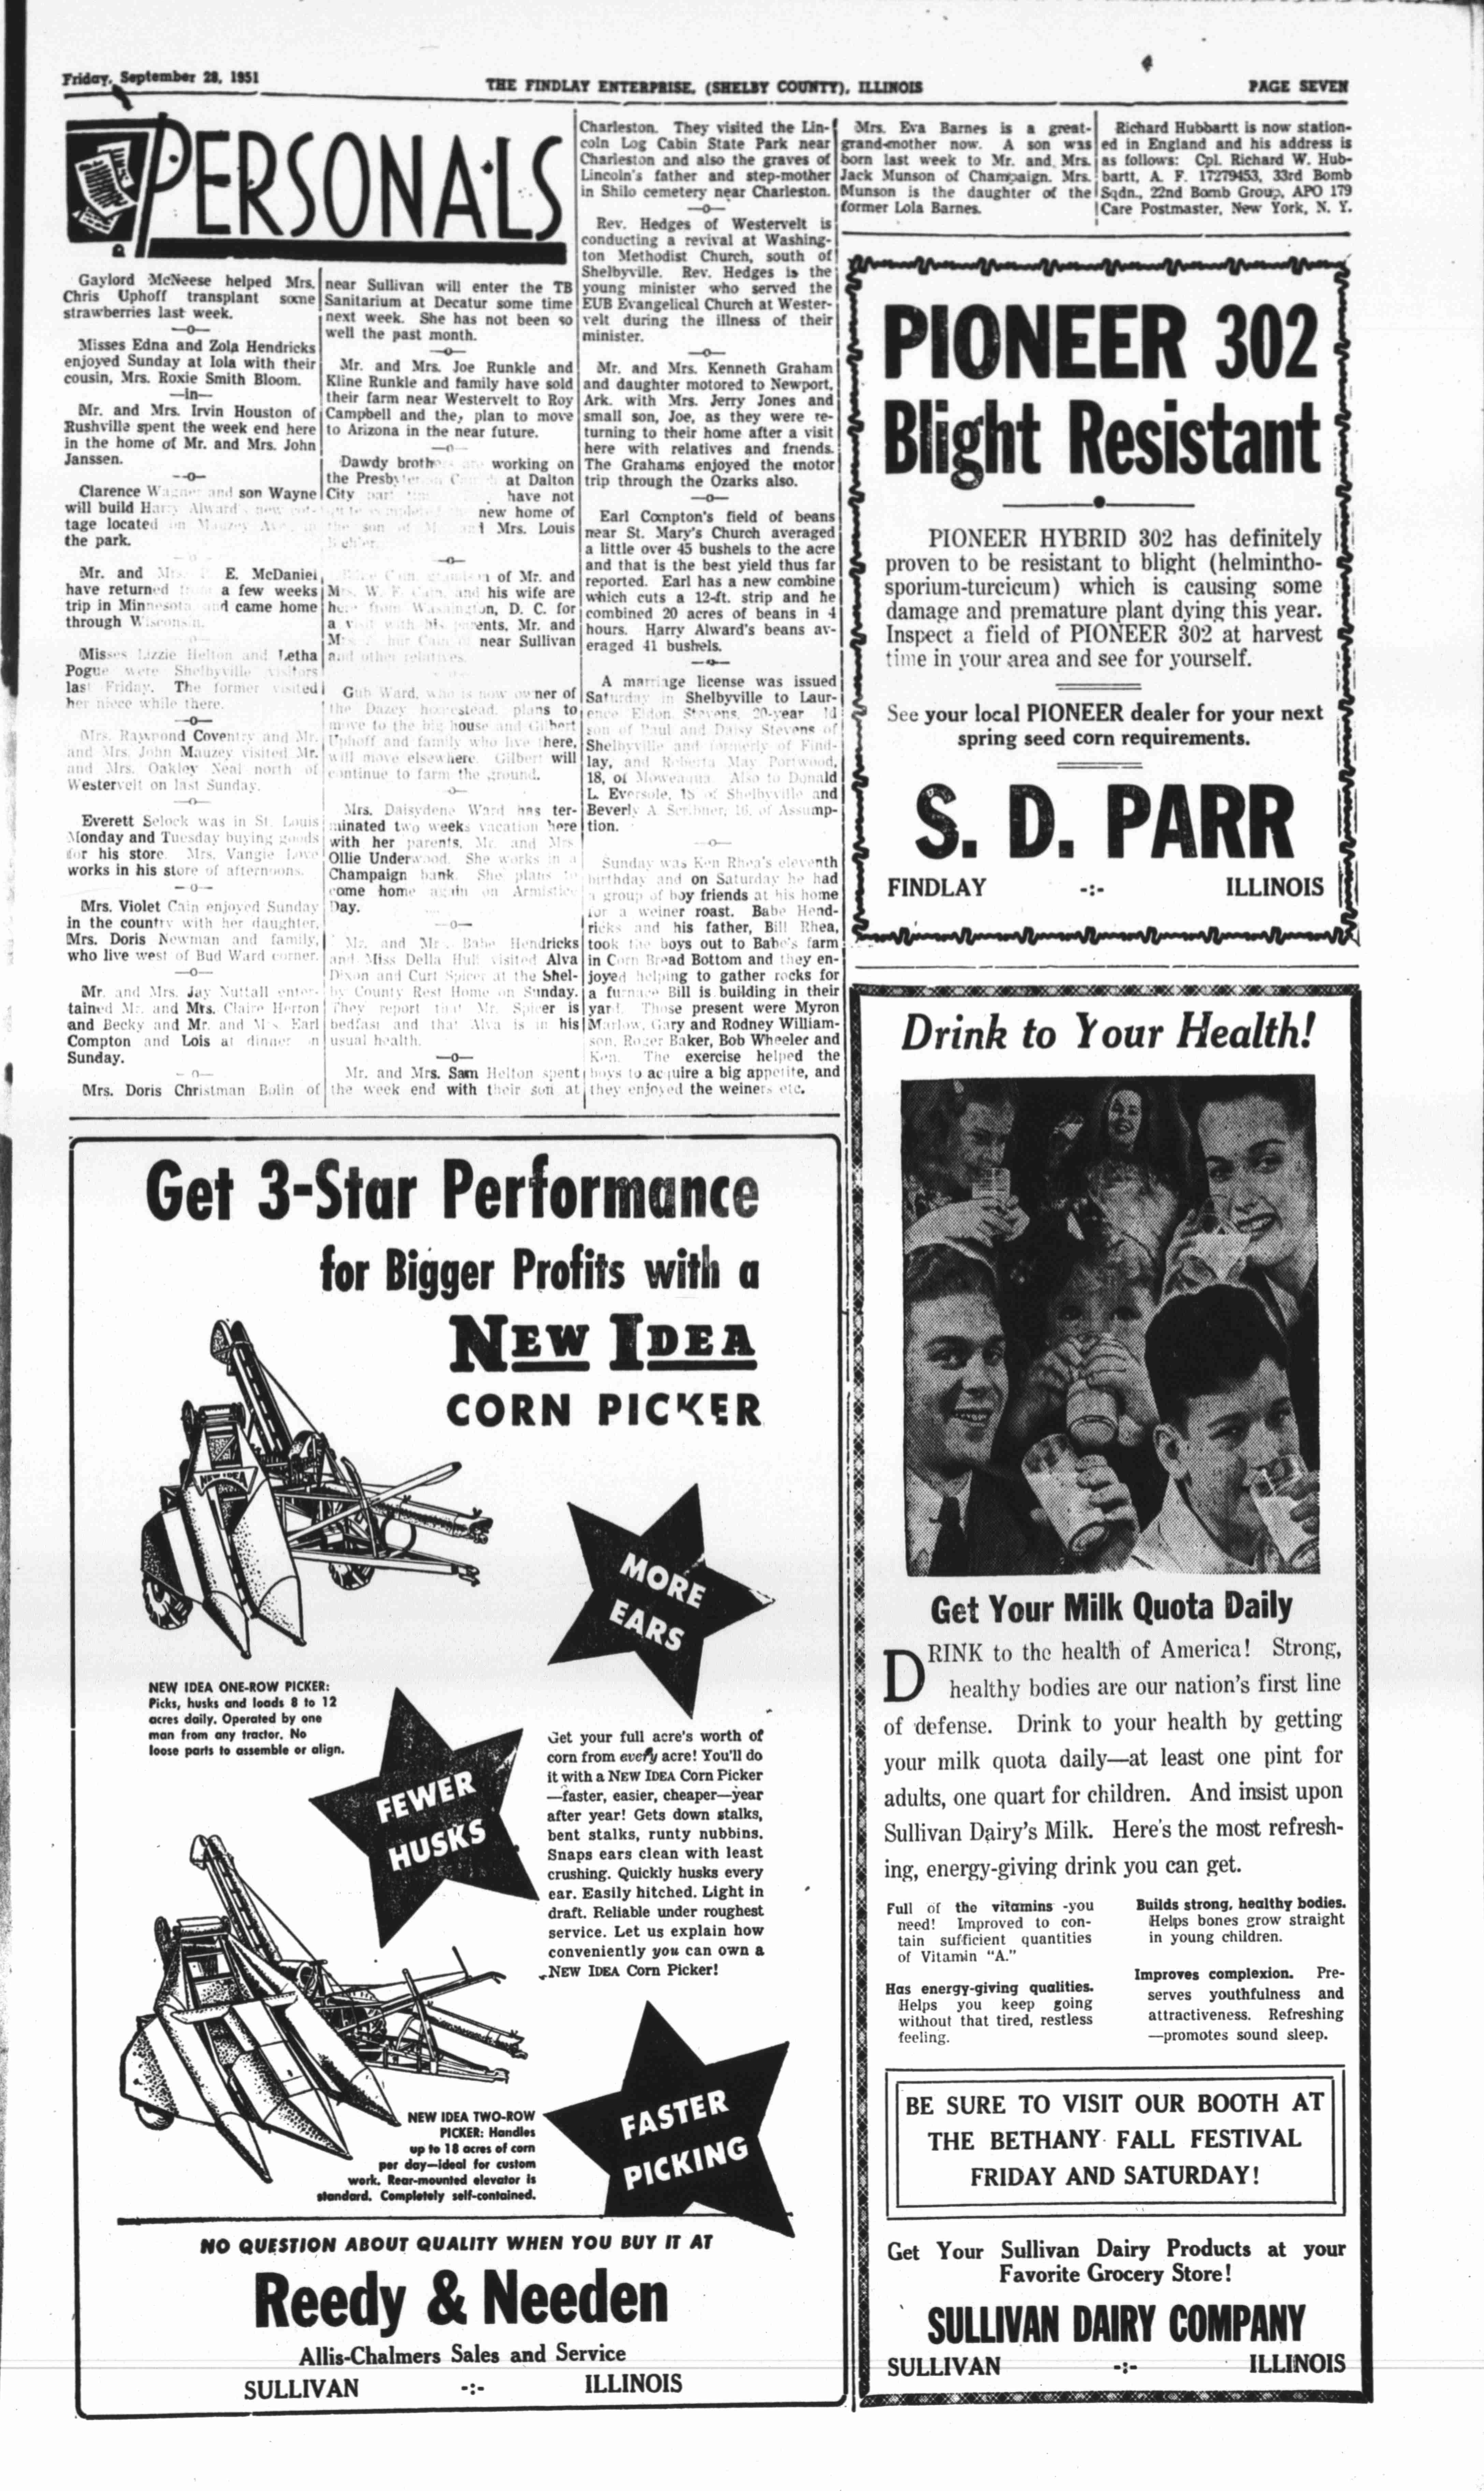 Friday, September 28, 1951
THE FINDLAY ENTERPRISE, (SHELBY COUNTY), ILLINOIS
PAGE SEVEN
PERSONALS
Gaylord McNeese helped Mrs.
Chris Uphoff transplant some
strawberries last week.
—o—
Misses Edna and Zola Hendricks
enjoyed Sunday at Iola with their
cousin, Mrs. Roxie Smith Bloom.
—in—
Mr. and Mrs. Irvin Houston of
Rushville spent the week end here
in the home of Mr. and Mrs. John
Janssen.
—o—
Clarence Wagner and son Wayne
will build Harry Alward's new cot-
tage located on Mauzey Ave., in
the park.
—o—
Mr. and Mrs. E. McDaniel
have returned from a few weeks
trip in Minnesota and came home
through Wisconsin.
—o—
Misses Lizzie Helton and Letha
Pogue were Shelbyville visitors
last Friday. The former visited
her niece while there.
—o—
Mrs. Raymond Coventry and Mr.
and Mrs. John Mauzey visited Mr.
and Mrs. Oakley Neal north of
Westervelt on last Sunday.
—o—
Everett Selock was in St. Louis
Monday and Tuesday buying goods
for his store. Mrs. Vangie Love
works in his store of afternoons.
—o—
Mrs. Violet Cain enjoyed Sunday
in the country with her daughter,
Mrs. Doris Newman and family,
who live west of Bud Ward corner.
—o—
Mr. and Mrs. Jay Nuttall enter-
tained Mr. and Mrs. Claire Herron
and Becky and Mr. and Mrs. Earl
Compton and Lois at dinner on
Sunday.
—o—
Mrs. Doris Christman Bolin of
near Sullivan will enter the TB
Sanitarium at Decatur some time
next week. She has not been so
well the past month.
—o—
Mr. and Mrs. Joe Runkle and
Kline Runkle and family have sold
their farm near Westervelt to Roy
Campbell and they plan to move
to Arizona in the near future.
—o—
Dawdy brothers are working on
the Presbyterian Church at Dalton
City part time. have not
quite completed the new home of
the son of Mr. and Mrs. Louis
—o—
of Mr. and
Mrs. W. F. Cain, and his wife are
here from Washington, D. C. for
a visit with his parents, Mr. and
Mrs. Cain of near Sullivan
and other relatives.
Gub Ward, who is now owner of
the Dazey homestead, plans to
move to the big house and Gilbert
Uphoff and family who live there,
will move elsewhere. Gilbert will
continue to farm the ground.
—o—
Mrs. Daisydene Ward has ter-
minated two weeks vacation here
with her parents, Mr. and Mrs.
Ollie Underwood. She works in a
Champaign bank. She plans to
come home again on Armistice
Day.
—o—
Mr. and Mrs. Babe Hendricks
and Miss Della Hull visited Alva
Dixon and Curt Spicer at the Shel-
by County Rest Home on Sunday.
They report that Mr. Spicer is
bedfast and that Alva is in his
usual health.
—o—
Mr. and Mrs. Sam Helton spent
the week end with their son at
Charleston. They visited the Lin-
coln Log Cabin State Park near
Charleston and also the graves of
Lincoln's father and step-mother
in Shilo cemetery near Charleston.
—o—
Rev. Hedges of Westervelt is
conducting a revival at Washing-
ton Methodist Church, south of
Shelbyville. Rev. Hedges is the
young minister who served the
EUB Evangelical Church at Wester-
velt during the illness of their
minister.
—o—
Mr. and Mrs. Kenneth Graham
and daughter motored to Newport,
Ark. with Mrs. Jerry Jones and
small son, Joe, as they were re-
turning to their home after a visit
here with relatives and friends.
The Grahams enjoyed the motor
trip through the Ozarks also.
—o—
Earl Compton's field of beans
near St. Mary's Church averaged
a little over 45 bushels to the acre
and that is the best yield thus far
reported. Earl has a new combine
which cuts a 12-ft. strip and he
combined 20 acres of beans in 4
hours. Harry Alward's beans av-
eraged 41 bushels.
—o—
A marriage license was issued
Saturday in Shelbyville to Laur-
ence Eldon Stevens, 20-year old
son of Paul and Daisy Stevens of
Shelbyville and formerly of Find-
lay, and Roberta May Portwood,
18, of Moweaqua. Also to Donald
L. Eversole, 18 of Shelbyville and
Beverly A. Scribner, 16, of Assump-
tion.
—o—
Sunday was Ken Rhea's eleventh
birthday and on Saturday he had
a group of boy friends at his home
for a weiner roast. Babe Hend-
ricks and his father, Bill Rhea,
took the boys out to Babe's farm
in Corn Bread Bottom and they en-
joyed helping to gather rocks for
a furnace Bill is building in their
yard. Those present were Myron
Marlow, Gary and Rodney William-
son, Roger Baker, Bob Wheeler and
Ken. The exercise helped the
boys to acquire a big appetite, and
they enjoyed the weiners etc.
Mrs. Eva Barnes is a great-
grand-mother now. A son was
born last week to Mr. and Mrs.
Jack Munson of Champaign. Mrs.
Munson is the daughter of the
former Lola Barnes.
Richard Hubbartt is now station-
ed in England and his address is
as follows: Cpl. Richard W. Hub-
bartt, A. F. 17279453, 33rd Bomb
Sqdn., 22nd Bomb Group, APO 179
Care Postmaster, New York, N. Y.
PIONEER 302
Blight Resistant
PIONEER HYBRID 302 has definitely
proven to be resistant to blight (helmintho-
sporium-turcicum) which is causing some
damage and premature plant dying this year.
Inspect a field of PIONEER 302 at harvest
time in your area and see for yourself.
See your local PIONEER dealer for your next
spring seed corn requirements.
S. D. PARR
FINDLAY -:- ILLINOIS
Drink to Your Health!
Get Your Milk Quota Daily
DRINK to the health of America! Strong,
healthy bodies are our nation's first line
of defense. Drink to your health by getting
your milk quota daily—at least one pint for
adults, one quart for children. And insist upon
Sullivan Dairy's Milk. Here's the most refresh-
ing, energy-giving drink you can get.
Full of the vitamins -you
need! Improved to con-
tain sufficient quantities
of Vitamin "A."
Has energy-giving qualities.
Helps you keep going
without that tired, restless
feeling.
Builds strong, healthy bodies.
Helps bones grow straight
in young children.
Improves complexion. Pre-
serves youthfulness and
attractiveness. Refreshing
—promotes sound sleep.
BE SURE TO VISIT OUR BOOTH AT
THE BETHANY FALL FESTIVAL
FRIDAY AND SATURDAY!
Get Your Sullivan Dairy Products at your
Favorite Grocery Store!
SULLIVAN DAIRY COMPANY
SULLIVAN -:- ILLINOIS
Get 3-Star Performance
for Bigger Profits with a
NEW IDEA
CORN PICKER
NEW IDEA
MORE
EARS
NEW IDEA ONE-ROW PICKER:
Picks, husks and loads 8 to 12
acres daily. Operated by one
man from any tractor. No
loose parts to assemble or align.
FEWER
HUSKS
Get your full acre's worth of
corn from every acre! You'll do
it with a NEW IDEA Corn Picker
—faster, easier, cheaper—year
after year! Gets down stalks,
bent stalks, runty nubbins.
Snaps ears clean with least
crushing. Quickly husks every
ear. Easily hitched. Light in
draft. Reliable under roughest
service. Let us explain how
conveniently you can own a
NEW IDEA Corn Picker!
NEW IDEA TWO-ROW
PICKER: Handles
up to 18 acres of corn
per day—ideal for custom
work. Rear-mounted elevator is
standard. Completely self-contained.
FASTER
PICKING
NO QUESTION ABOUT QUALITY WHEN YOU BUY IT AT
Reedy & Needen
Allis-Chalmers Sales and Service
SULLIVAN -:- ILLINOIS